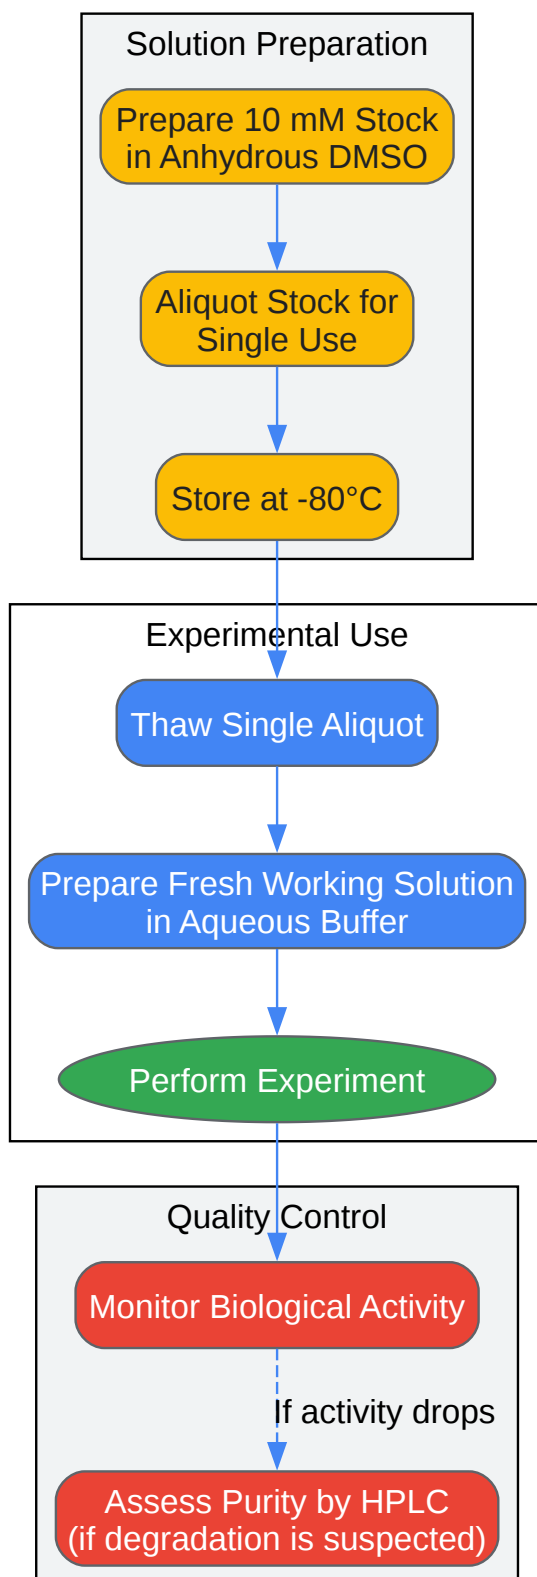 Solution Preparation
Prepare 10 mM Stock
in Anhydrous DMSO
Aliquot Stock for
Single Use
Store at -80°C
Experimental Use
Thaw Single Aliquot
Prepare Fresh Working Solution
in Aqueous Buffer
Perform Experiment
Quality Control
Monitor Biological Activity
If activity drops
Assess Purity by HPLC
(if degradation is suspected)